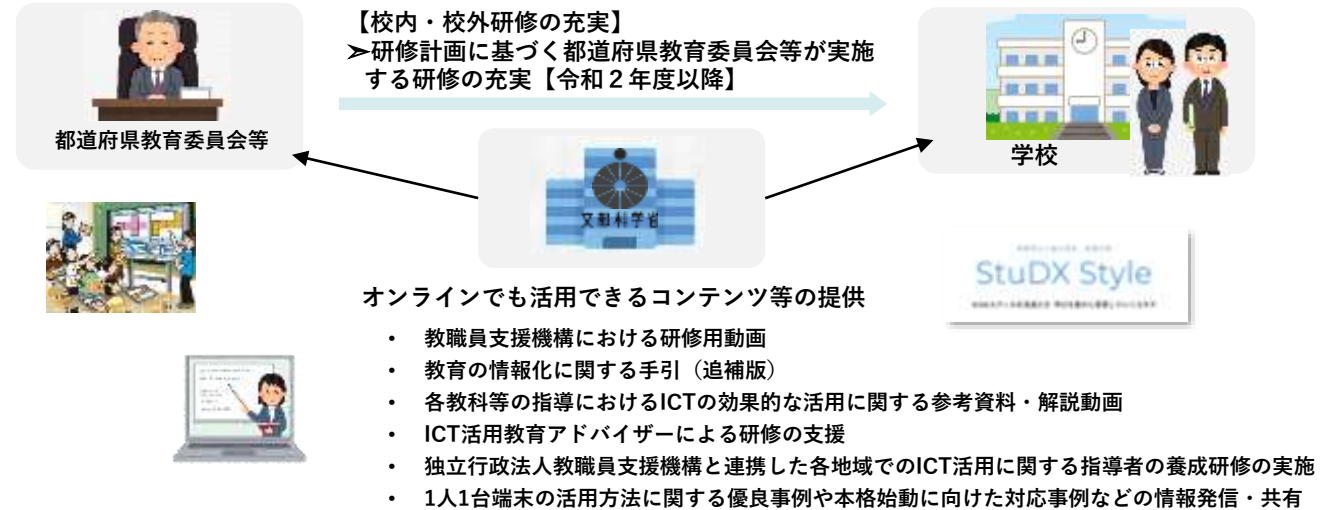 【校内・校外研修の充実】
➢研修計画に基づく都道府県教育委員会等が実施
する研修の充実【令和２年度以降】
都道府県教育委員会等
学校
文部科学省
StuDX Style
オンラインでも活用できるコンテンツ等の提供
• 教職員支援機構における研修用動画
• 教育の情報化に関する手引（追補版）
• 各教科等の指導におけるICTの効果的な活用に関する参考資料・解説動画
• ICT活用教育アドバイザーによる研修の支援
• 独立行政法人教職員支援機構と連携した各地域でのICT活用に関する指導者の養成研修の実施
• 1人1台端末の活用方法に関する優良事例や本格始動に向けた対応事例などの情報発信・共有